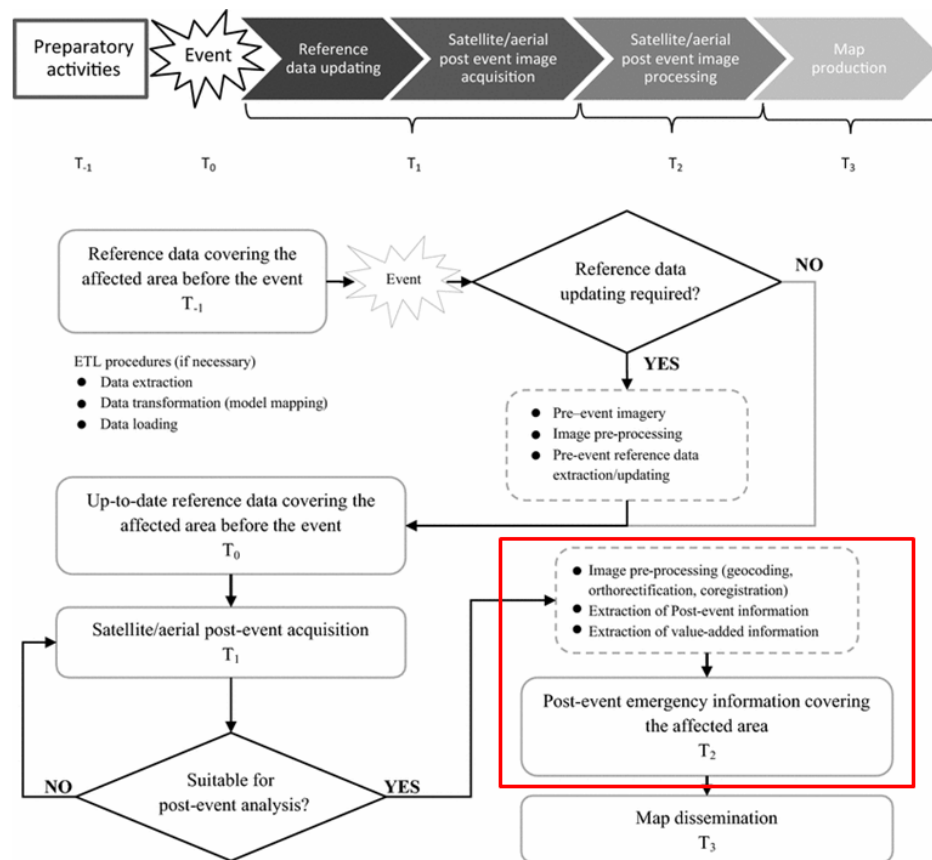 Preparatory
activities
Event
Reference
data updating
Satellite/aerial
post event image
acquisition
Satellite/aerial
post event image
processing
Map
production
T-1
T0
T1
T2
T3
Reference data covering the
affected area before the event
T-1
Event
Reference data
updating required?
NO
YES
ETL procedures (if necessary)
● Data extraction
● Data transformation (model mapping)
● Data loading
● Pre–event imagery
● Image pre-processing
● Pre-event reference data
extraction/updating
Up-to-date reference data covering the
affected area before the event
T0
● Image pre-processing (geocoding,
orthorectification, coregistration)
● Extraction of Post-event information
● Extraction of value-added information
Satellite/aerial post-event acquisition
T1
Post-event emergency information covering
the affected area
T2
NO
Suitable for
post-event analysis?
YES
Map dissemination
T3